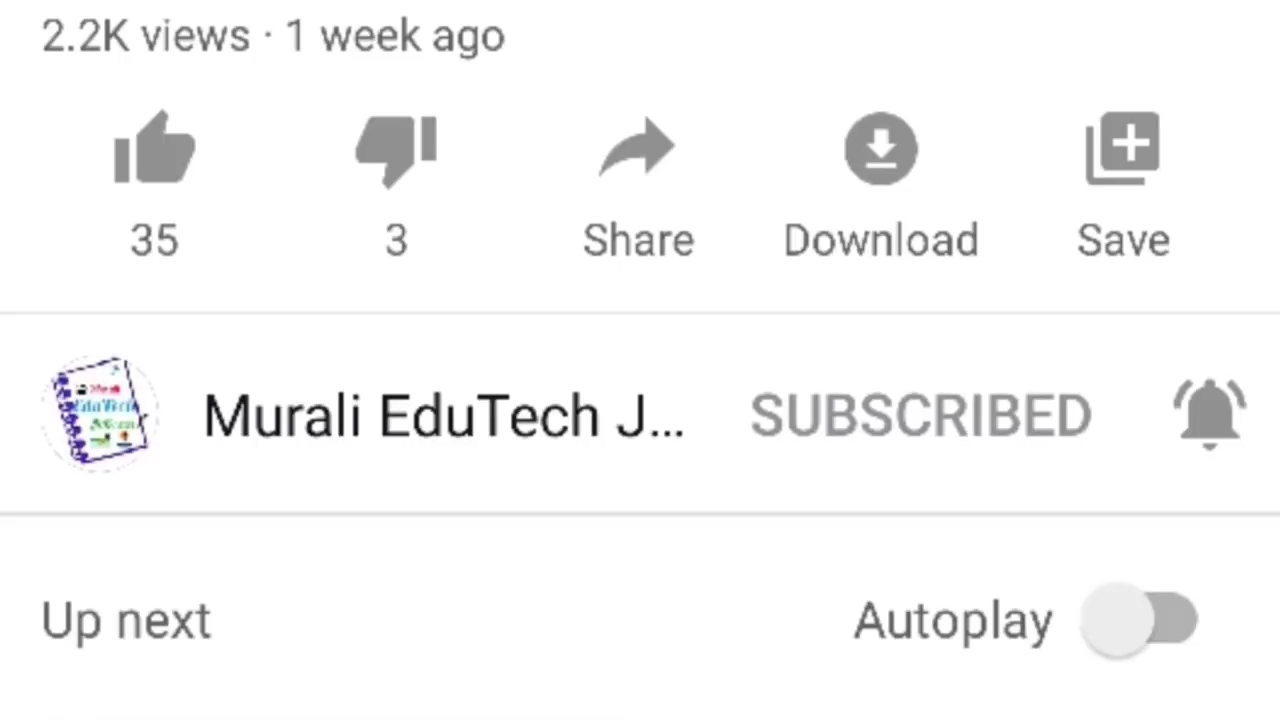 2.2K views · 1 week ago
35 3 Share Download Save
Murali EduTech J... SUBSCRIBED
Up next Autoplay